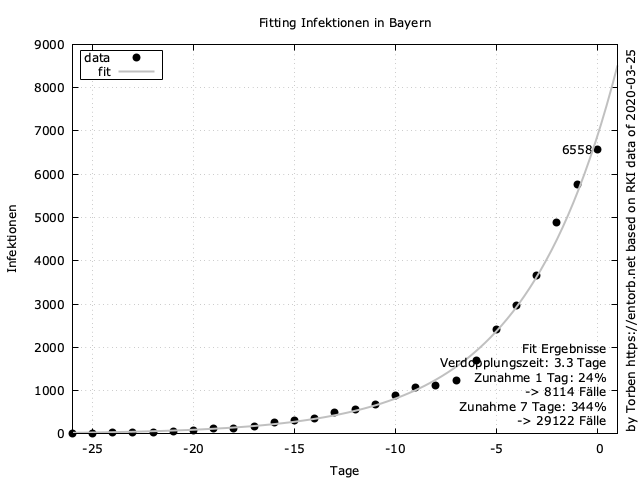 Fitting Infektionen in Bayern
9000
8000
7000
6000
5000
4000
3000
2000
1000
0
-25
-20
-15
-10
-5
0
data
fit
6558
Fit Ergebnisse
Verdopplungszeit: 3.3 Tage
Zunahme 1 Tag: 24%
-> 8114 Fälle
Zunahme 7 Tage: 344%
-> 29122 Fälle
Infektionen
Tage
by Torben https://entorb.net based on RKI data of 2020-03-25